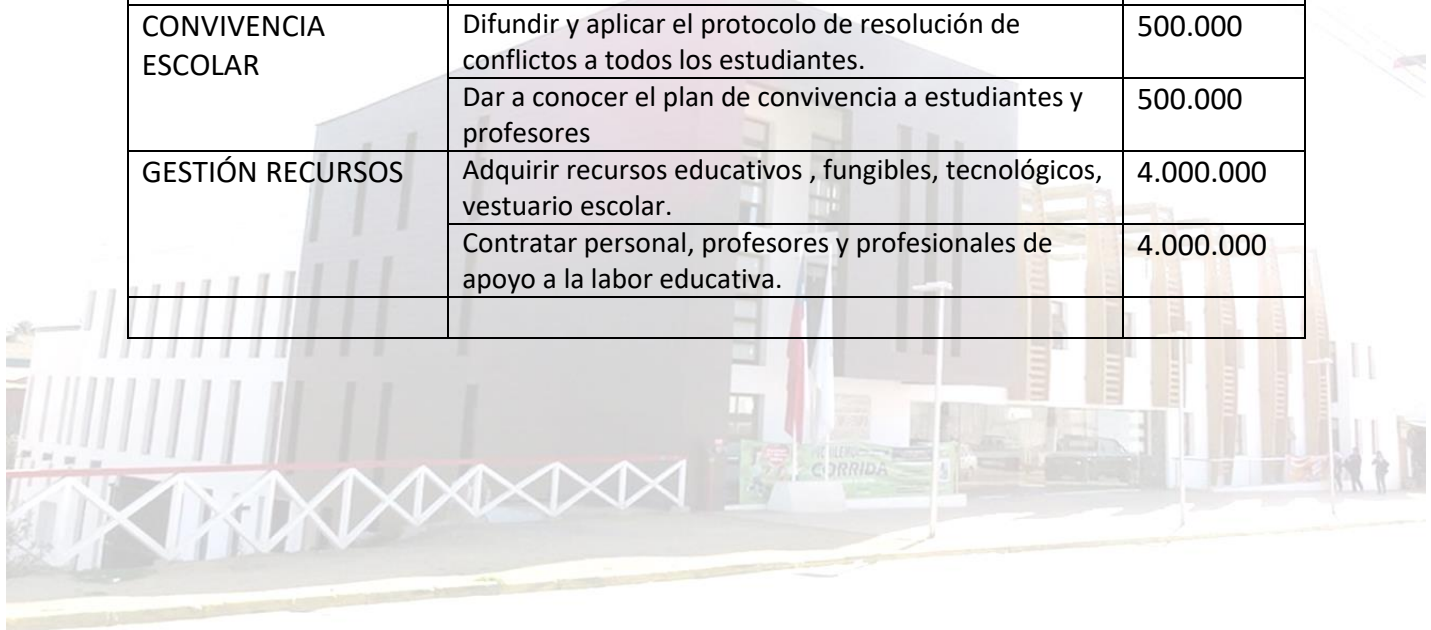 CONVIVENCIA
ESCOLAR
Difundir y aplicar el protocolo de resolución de
conflictos a todos los estudiantes.
500.000
Dar a conocer el plan de convivencia a estudiantes y
profesores
500.000
GESTIÓN RECURSOS
Adquirir recursos educativos , fungibles, tecnológicos,
vestuario escolar.
4.000.000
Contratar personal, profesores y profesionales de
apoyo a la labor educativa.
4.000.000
CORRIDA